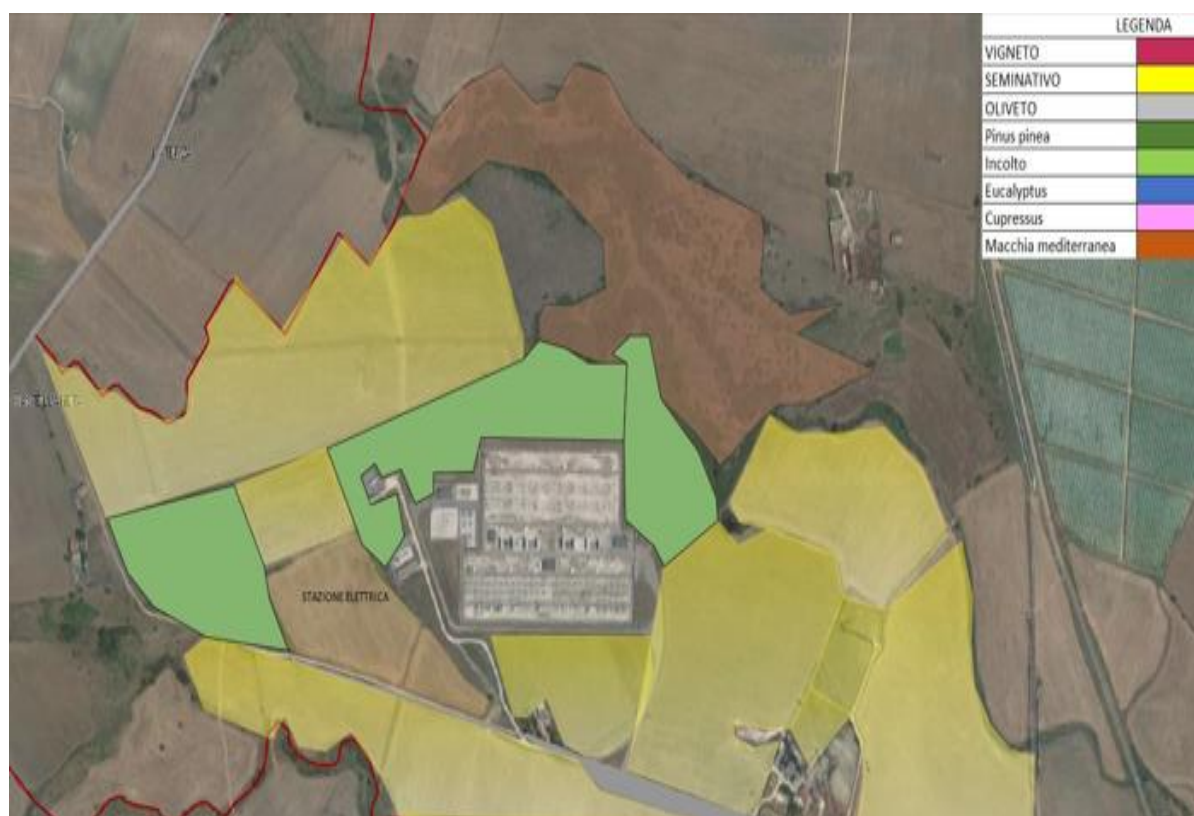 LEGENDA
VIGNETO
SEMINATIVO
OLIVETO
Pinus pinea
Incolto
Eucalyptus
Cupressus
Macchia mediterranea
STAZIONE ELETTRICA